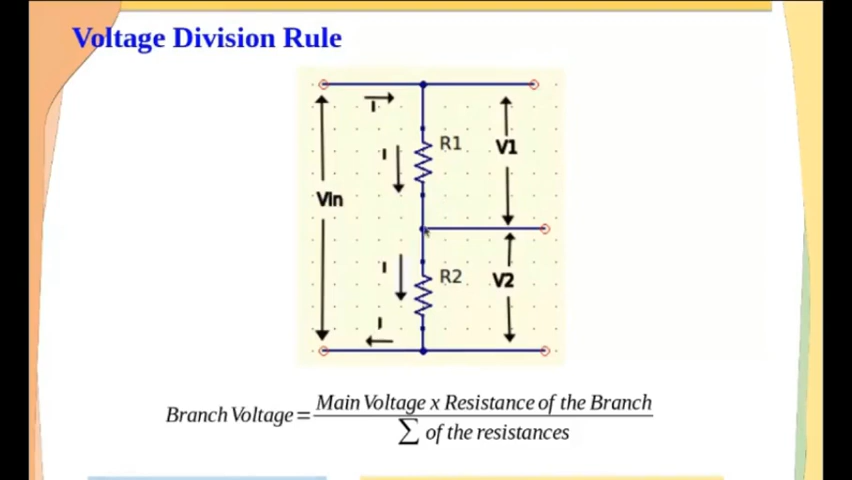 Voltage Division Rule
I
I
R1
V1
VIn
I
R2
V2
I
Branch Voltage = Main Voltage x Resistance of the Branch
∑ of the resistances